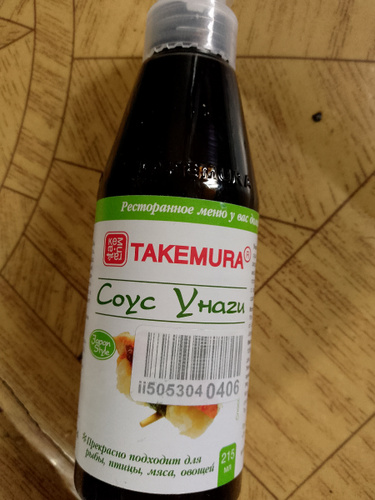 Ресторанное меню у вас
TAKEMURA®
Соус Унаги
Japan
Style
ii505304 0406
Прекрасно подходит для
рыбы, птицы, мяса, овощей
215
мл